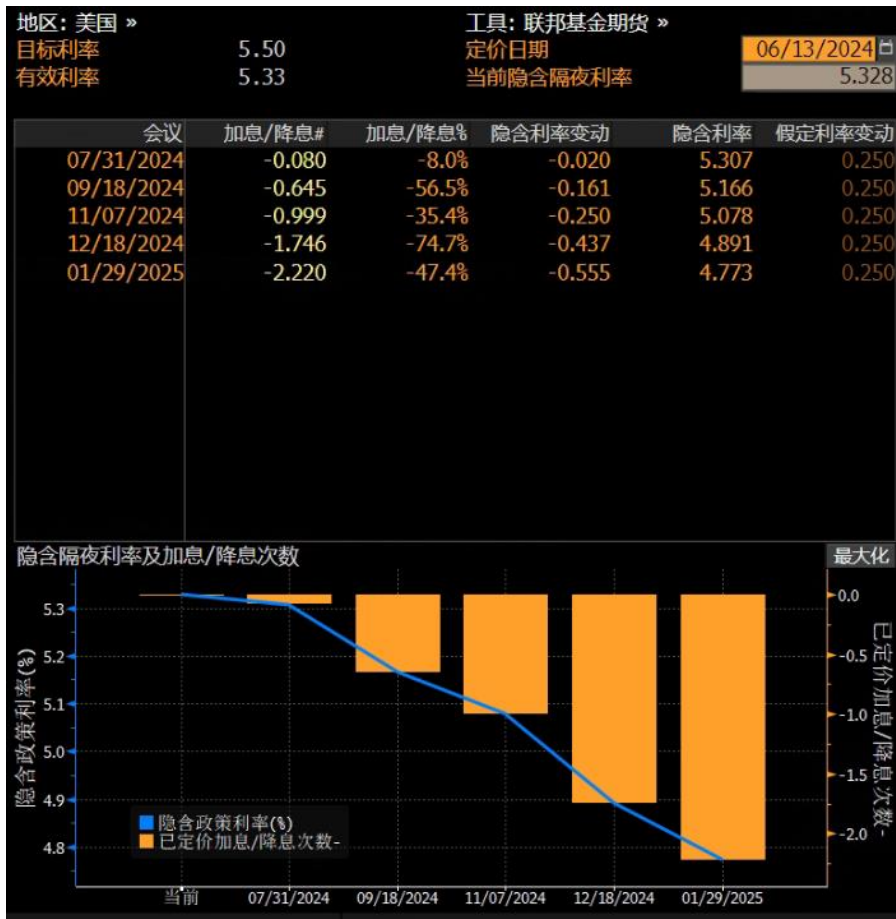 地区: 美国 » 工具: 联邦基金期货 »
目标利率 5.50 定价日期 06/13/2024
有效利率 5.33 当前隐含隔夜利率 5.328
会议 加息/降息# 加息/降息% 隐含利率变动 隐含利率 假定利率变动
07/31/2024 -0.080 -8.0% -0.020 5.307 0.250
09/18/2024 -0.645 -56.5% -0.161 5.166 0.250
11/07/2024 -0.999 -35.4% -0.250 5.078 0.250
12/18/2024 -1.746 -74.7% -0.437 4.891 0.250
01/29/2025 -2.220 -47.4% -0.555 4.773 0.250
隐含隔夜利率及加息/降息次数 最大化
隐含政策利率(%)
5.3
5.2
5.1
5.0
4.9
4.8
隐含政策利率(%)
已定价加息/降息次数-
0.0
-0.5
-1.0
-1.5
-2.0
已定价加息/降息次数-
当前 07/31/2024 09/18/2024 11/07/2024 12/18/2024 01/29/2025